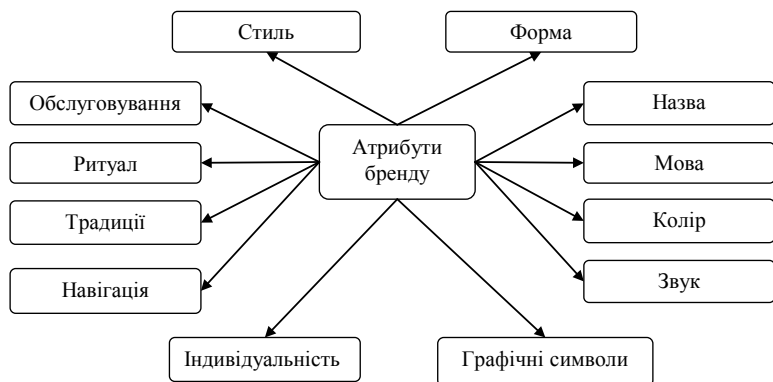 Стиль
Форма
Обслуговування
Назва
Атрибути
бренду
Ритуал
Мова
Традиції
Колір
Навігація
Звук
Індивідуальність
Графічні символи